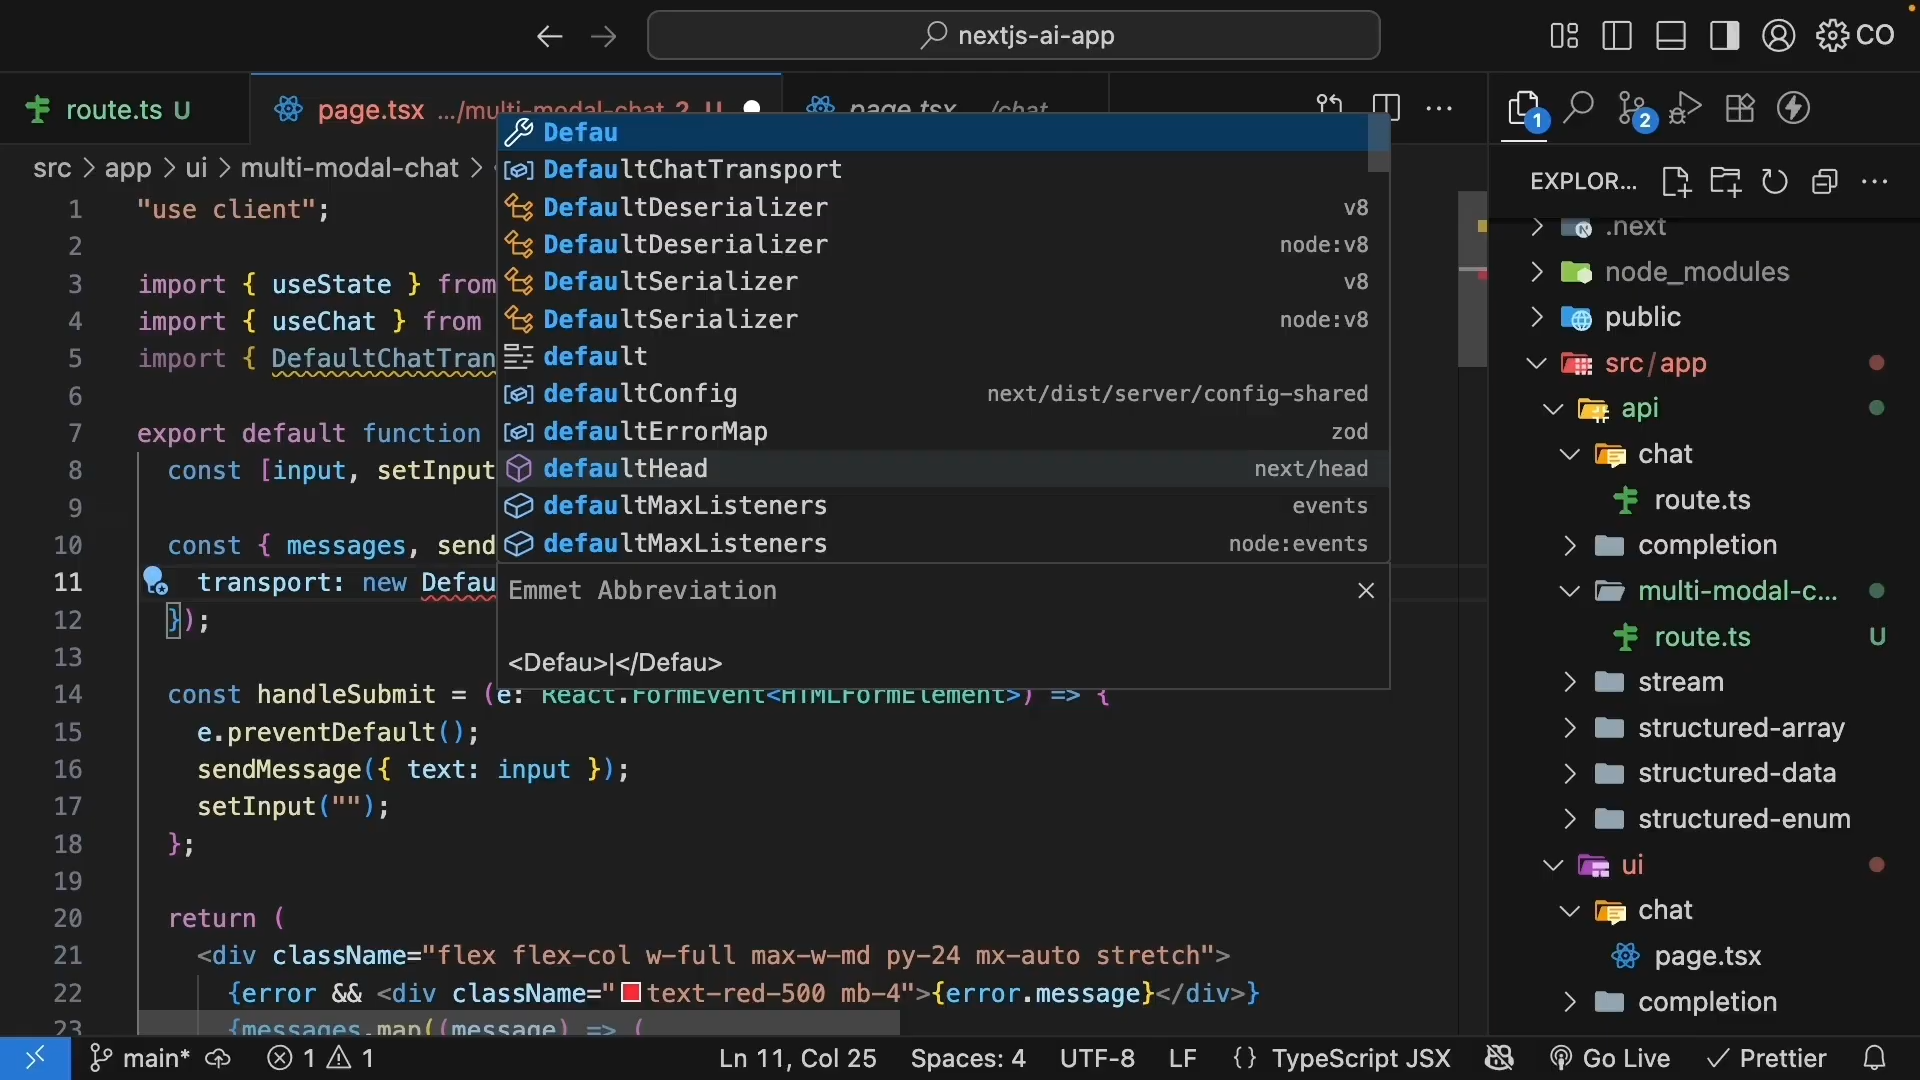 nextjs-ai-app
CO
route.ts U
page.tsx .../multi-modal-chat 2, U
page.tsx .../chat
1
2
src > app > ui > multi-modal-chat >
EXPLOR...
1 "use client";
2
3 import { useState } from
4 import { useChat } from
5 import { DefaultChatTran
6
7 export default function
8 const [input, setInput
9
10 const { messages, send
11 transport: new Defau
12 });
13
14 const handleSubmit = (e: React.FormEvent<HTMLFormElement>) => {
15 e.preventDefault();
16 sendMessage({ text: input });
17 setInput("");
18 };
19
20 return (
21 <div className="flex flex-col w-full max-w-md py-24 mx-auto stretch">
22 {error && <div className="text-red-500 mb-4">{error.message}</div>}
23 {messages.map((message) => (
Defau
DefaultChatTransport
DefaultDeserializer v8
DefaultDeserializer node:v8
DefaultSerializer v8
DefaultSerializer node:v8
default
defaultConfig next/dist/server/config-shared
defaultErrorMap zod
defaultHead next/head
defaultMaxListeners events
defaultMaxListeners node:events
Emmet Abbreviation
<Defau>|</Defau>
.next
node_modules
public
src/app
api
chat
route.ts
completion
multi-modal-c...
route.ts U
stream
structured-array
structured-data
structured-enum
ui
chat
page.tsx
completion
main* 1 1 Ln 11, Col 25 Spaces: 4 UTF-8 LF {} TypeScript JSX Go Live Prettier